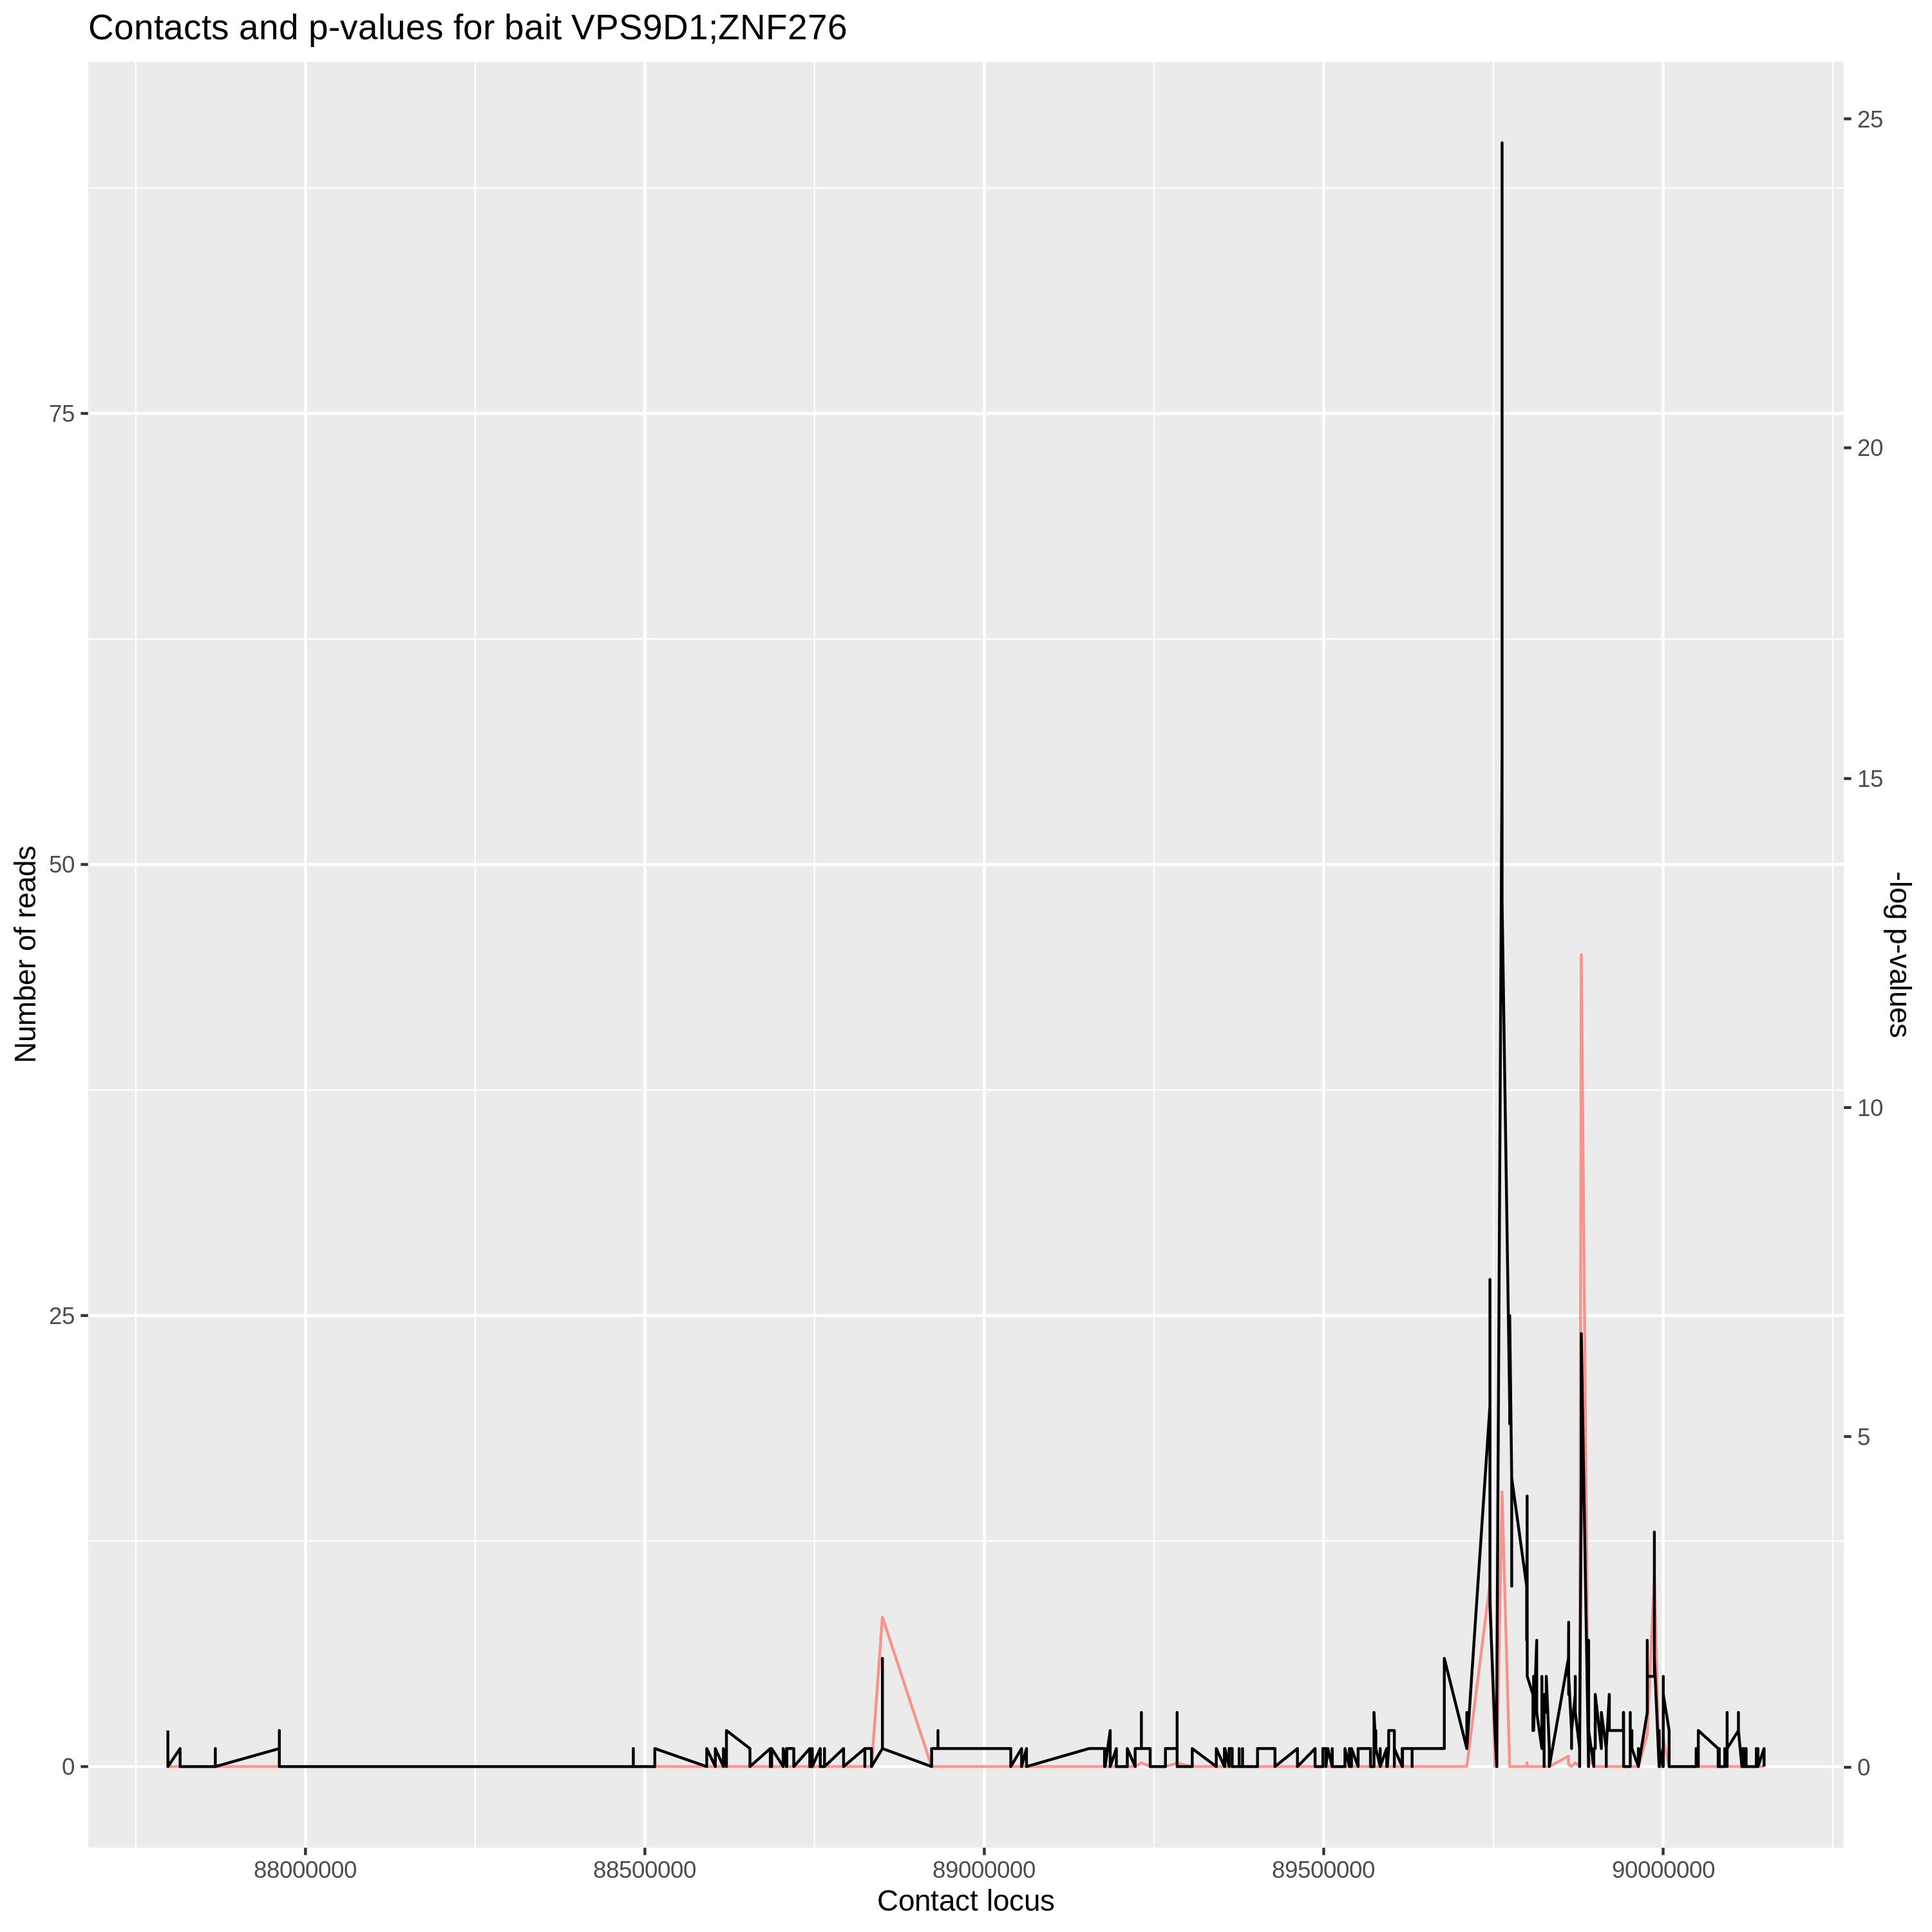 Contacts and p-values for bait VPS9D1;ZNF276
75
50
25
0
Number of reads
25
20
15
10
5
0
-log p-values
88000000 88500000 89000000 89500000 90000000
Contact locus